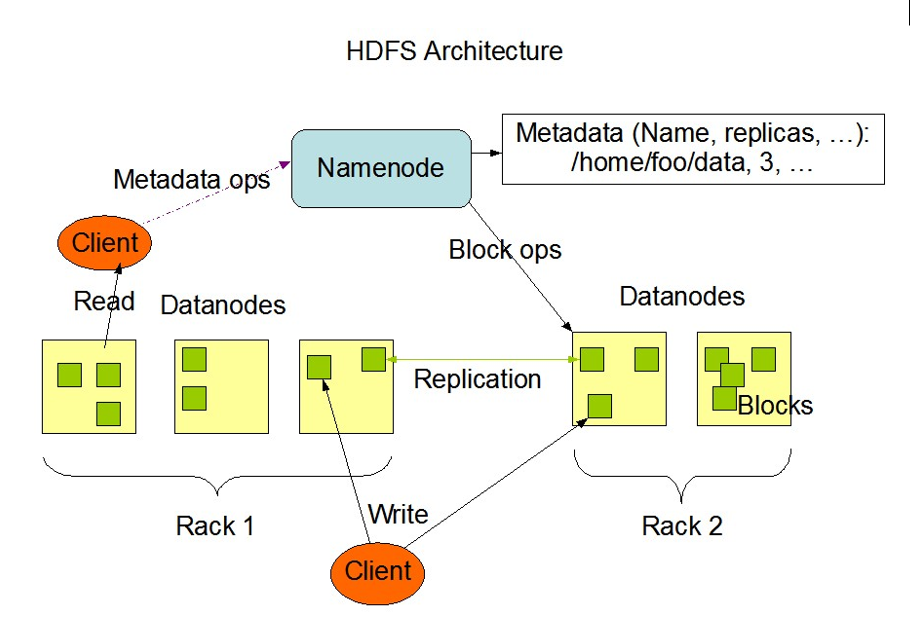 HDFS Architecture
Metadata (Name, replicas, ...):
/home/foo/data, 3, ...
Namenode
Metadata ops
Client
Block ops
Read
Datanodes
Datanodes
Replication
Blocks
Rack 1
Write
Rack 2
Client